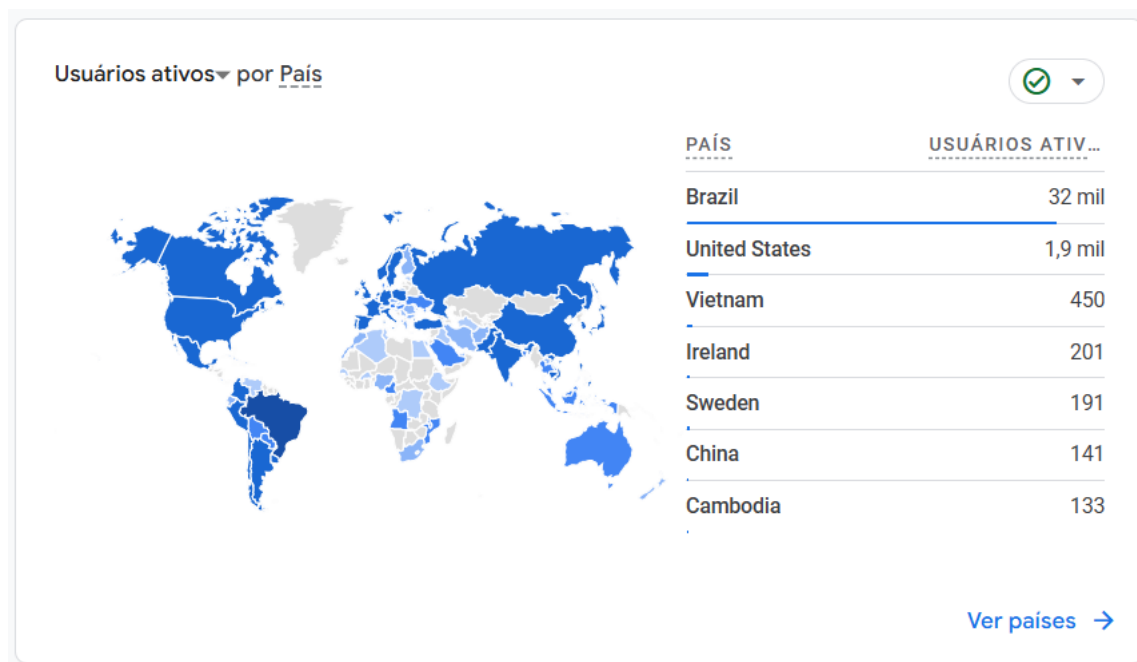 Usuários ativos por País
PAÍS USUÁRIOS ATIV...
Brazil 32 mil
United States 1,9 mil
Vietnam 450
Ireland 201
Sweden 191
China 141
Cambodia 133
Ver países